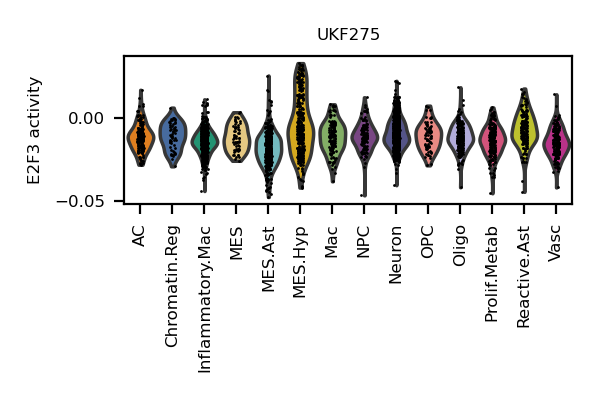 UKF275
E2F3 activity
0.00
−0.05
AC
Chromatin.Reg
Inflammatory.Mac
MES
MES.Ast
MES.Hyp
Mac
NPC
Neuron
OPC
Oligo
Prolif.Metab
Reactive.Ast
Vasc